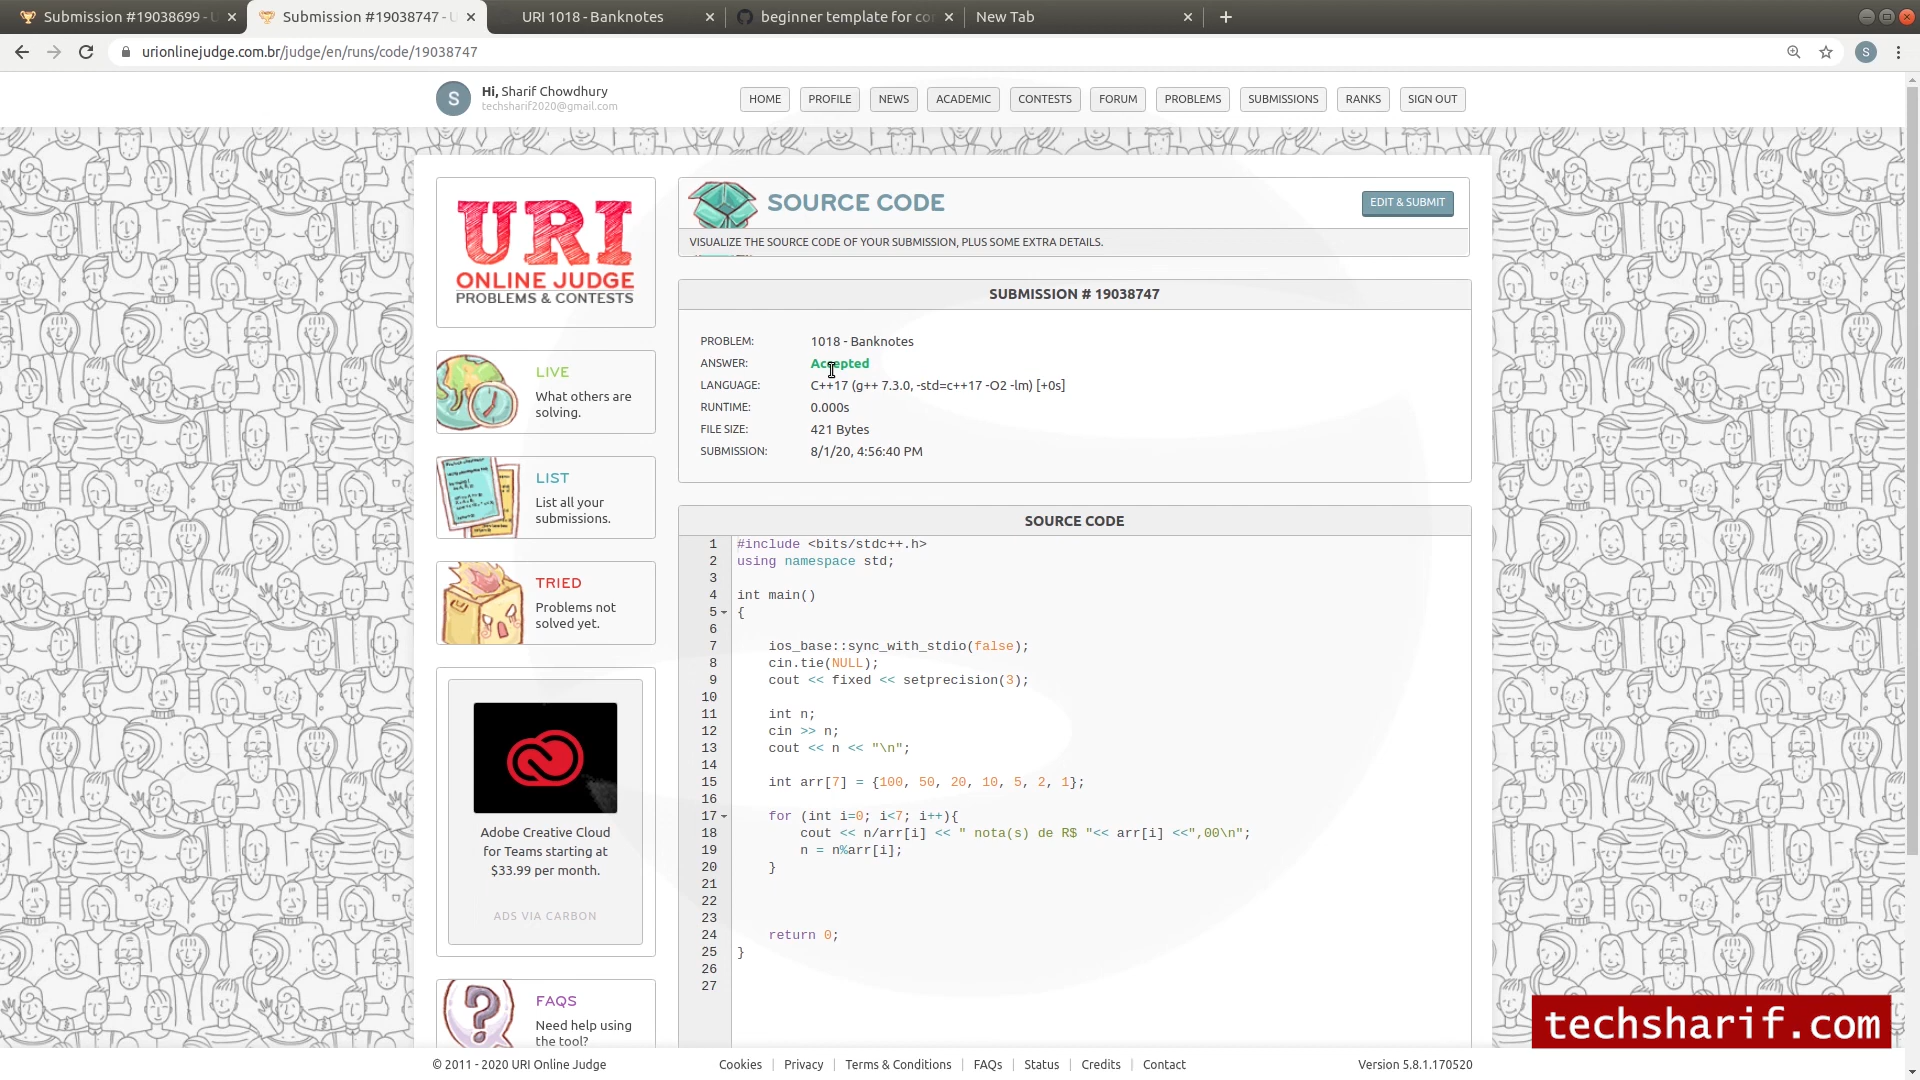 Submission #19038699 - U
Submission #19038747 - U
URI 1018 - Banknotes
beginner template for co
New Tab
urionlinejudge.com.br/judge/en/runs/code/19038747
S
S
Hi, Sharif Chowdhury
techsharif2020@gmail.com
HOME
PROFILE
NEWS
ACADEMIC
CONTESTS
FORUM
PROBLEMS
SUBMISSIONS
RANKS
SIGN OUT
URI
ONLINE JUDGE
PROBLEMS & CONTESTS
LIVE
What others are
solving.
LIST
List all your
submissions.
TRIED
Problems not
solved yet.
Adobe Creative Cloud
for Teams starting at
$33.99 per month.
ADS VIA CARBON
FAQS
Need help using
the tool?
SOURCE CODE
EDIT & SUBMIT
VISUALIZE THE SOURCE CODE OF YOUR SUBMISSION, PLUS SOME EXTRA DETAILS.
SUBMISSION # 19038747
PROBLEM: 1018 - Banknotes
ANSWER: Accepted
LANGUAGE: C++17 (g++ 7.3.0, -std=c++17 -O2 -lm) [+0s]
RUNTIME: 0.000s
FILE SIZE: 421 Bytes
SUBMISSION: 8/1/20, 4:56:40 PM
SOURCE CODE
1 #include <bits/stdc++.h>
2 using namespace std;
3
4 int main()
5 {
6
7 ios_base::sync_with_stdio(false);
8 cin.tie(NULL);
9 cout << fixed << setprecision(3);
10
11 int n;
12 cin >> n;
13 cout << n << "\n";
14
15 int arr[7] = {100, 50, 20, 10, 5, 2, 1};
16
17 for (int i=0; i<7; i++){
18 cout << n/arr[i] << " nota(s) de R$ "<< arr[i] <<",00\n";
19 n = n%arr[i];
20 }
21
22
23
24 return 0;
25 }
26
27
techsharif.com
© 2011 - 2020 URI Online Judge
Cookies | Privacy | Terms & Conditions | FAQs | Status | Credits | Contact
Version 5.8.1.170520